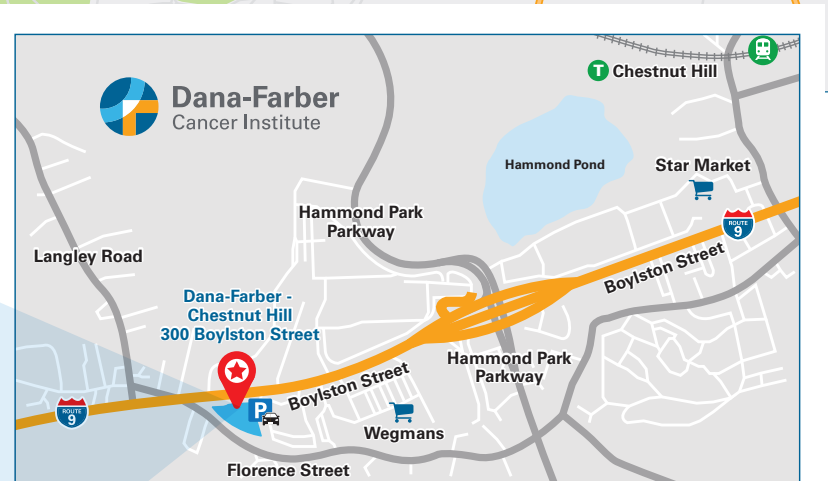 T Chestnut Hill
Dana-Farber
Cancer Institute
Hammond Pond
Star Market
Hammond Park
Parkway
ROUTE
9
Langley Road
Boylston Street
Dana-Farber -
Chestnut Hill
300 Boylston Street
Hammond Park
Parkway
Boylston Street
P
ROUTE
9
Wegmans
Florence Street